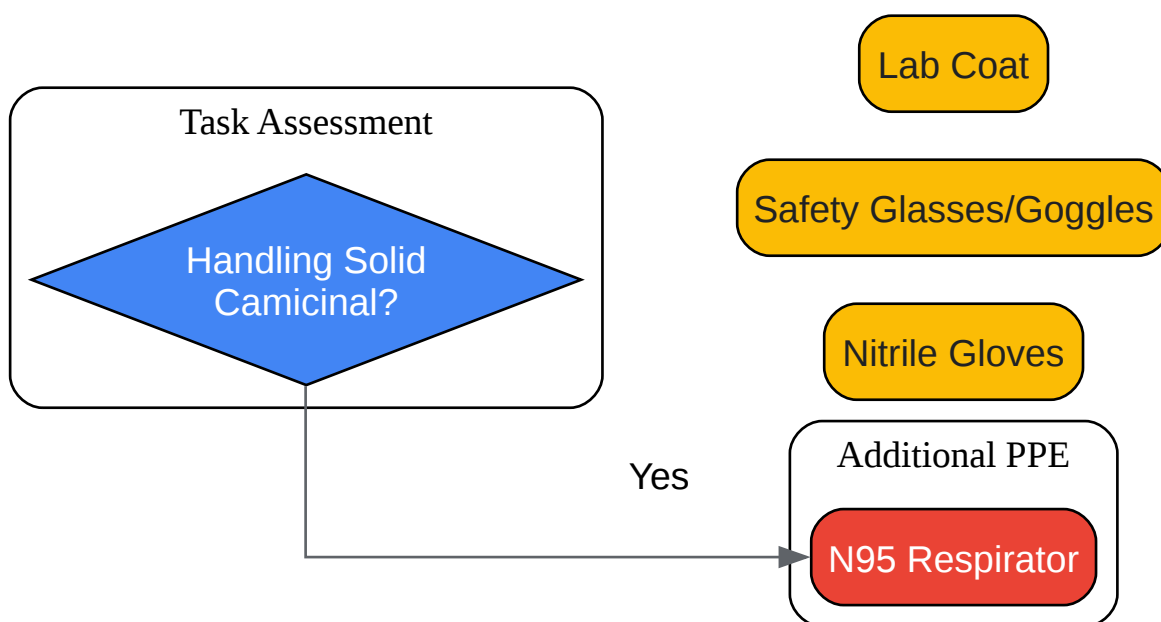 Task Assessment
Handling Solid
Camicinal?
Yes
Lab Coat
Safety Glasses/Goggles
Nitrile Gloves
Additional PPE
N95 Respirator